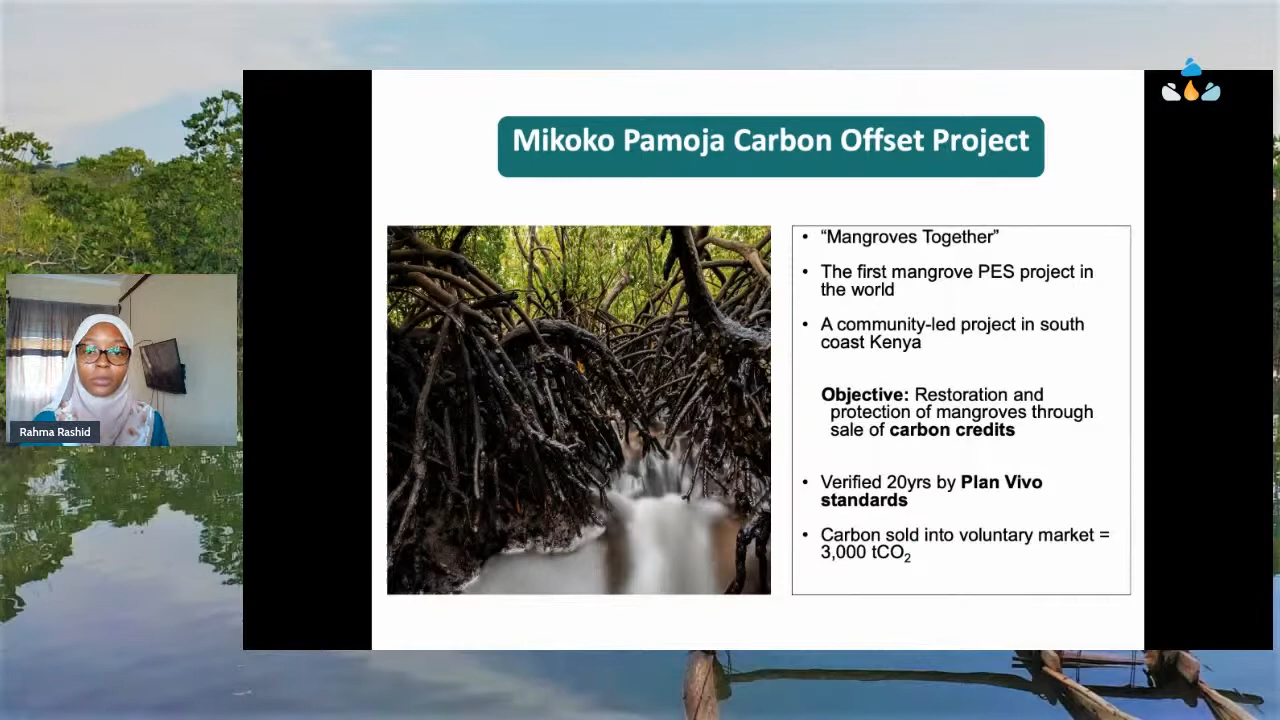 Mikoko Pamoja Carbon Offset Project
• “Mangroves Together”
• The first mangrove PES project in
the world
• A community-led project in south
coast Kenya
Objective: Restoration and
protection of mangroves through
sale of carbon credits
• Verified 20yrs by Plan Vivo
standards
• Carbon sold into voluntary market =
3,000 tCO₂
Rahma Rashid